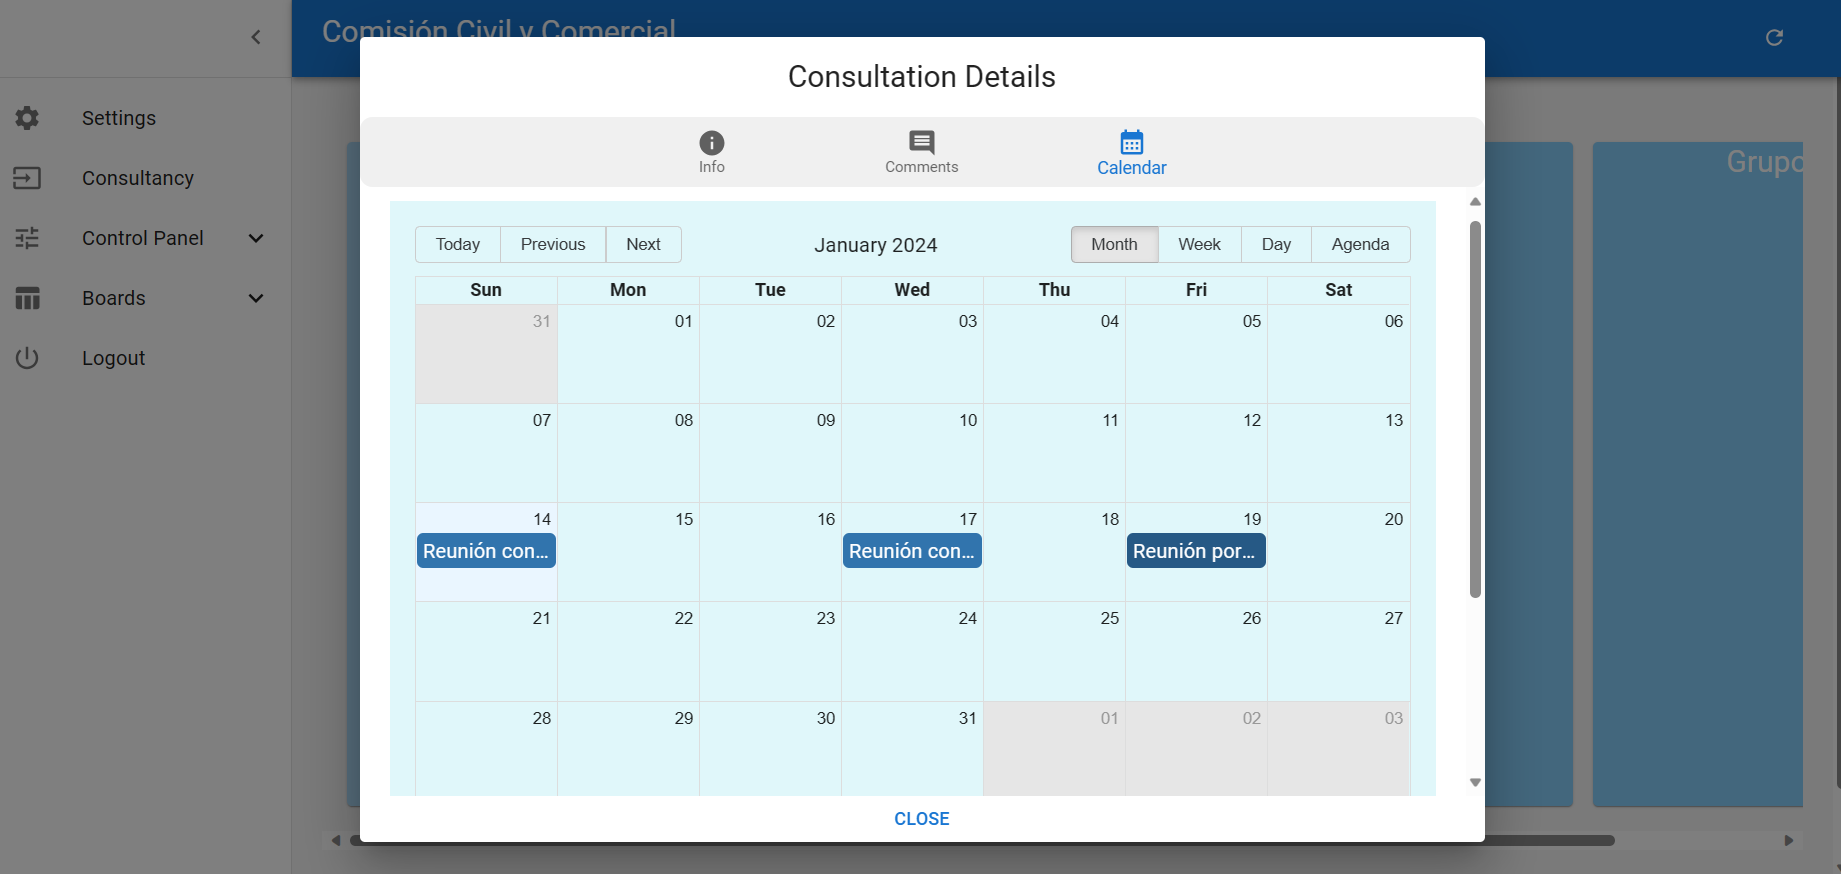 Comisión Civil y Comercial
Settings
Consultancy
Control Panel
Boards
Logout
Consultation Details
Info
Comments
Calendar
Today Previous Next
January 2024
Month Week Day Agenda
Sun Mon Tue Wed Thu Fri Sat
31 01 02 03 04 05 06
07 08 09 10 11 12 13
14 15 16 17 18 19 20
Reunión con... Reunión con... Reunión por...
21 22 23 24 25 26 27
28 29 30 31 01 02 03
CLOSE
Grupo